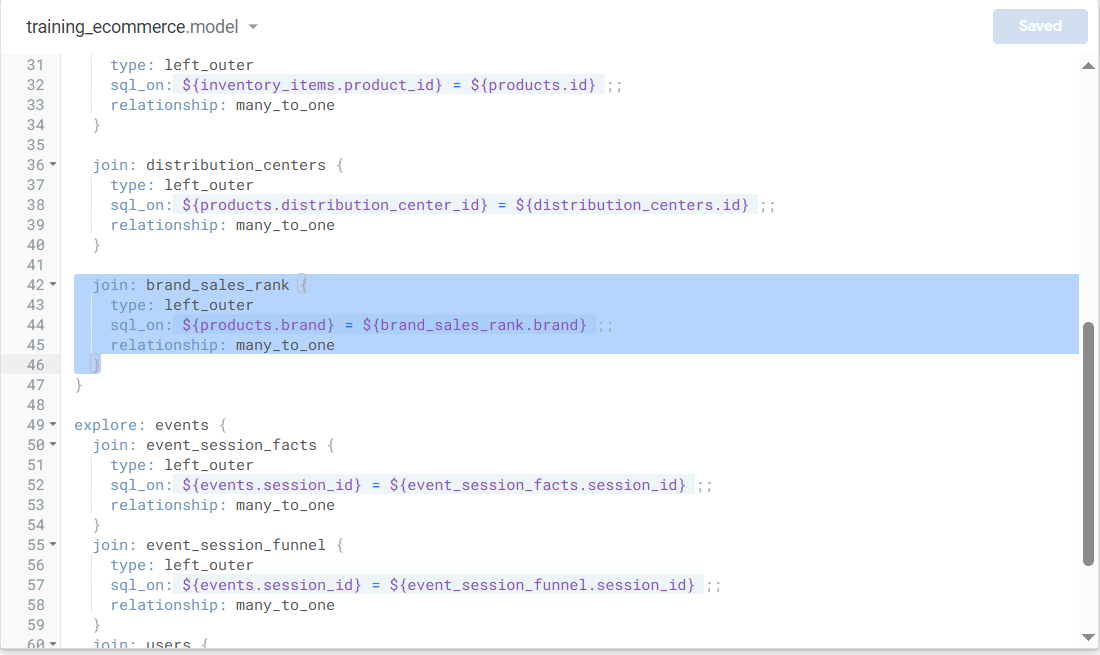 training_ecommerce.model
Saved
31 type: left_outer
32 sql_on: ${inventory_items.product_id} = ${products.id} ;;
33 relationship: many_to_one
34 }
35
36 join: distribution_centers {
37 type: left_outer
38 sql_on: ${products.distribution_center_id} = ${distribution_centers.id} ;;
39 relationship: many_to_one
40 }
41
42 join: brand_sales_rank {
43 type: left_outer
44 sql_on: ${products.brand} = ${brand_sales_rank.brand} ;;
45 relationship: many_to_one
46 }
47 }
48
49 explore: events {
50 join: event_session_facts {
51 type: left_outer
52 sql_on: ${events.session_id} = ${event_session_facts.session_id} ;;
53 relationship: many_to_one
54 }
55 join: event_session_funnel {
56 type: left_outer
57 sql_on: ${events.session_id} = ${event_session_funnel.session_id} ;;
58 relationship: many_to_one
59 }
60 join: users {